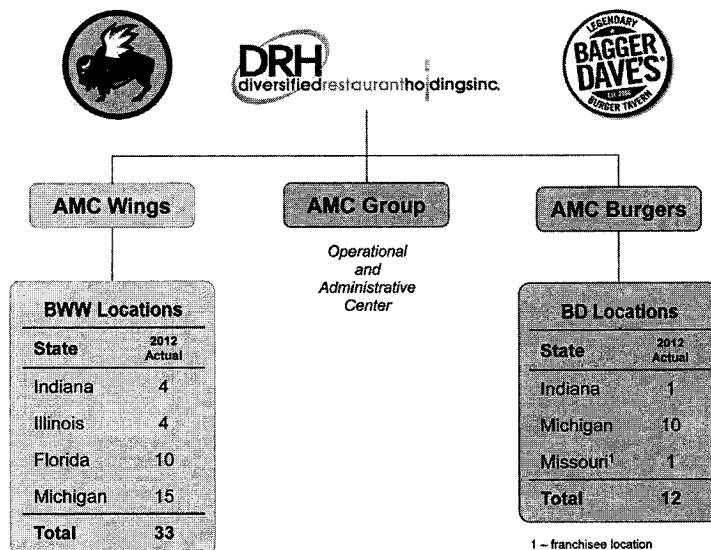 DRH
diversifiedrestaurantholdingsinc.
LEGENDARY
BAGGER
DAVE'S®
EST. 2008
BURGER TAVERN
AMC Wings
AMC Group
AMC Burgers
Operational
and
Administrative
Center
BWW Locations
State 2012 Actual
Indiana 4
Illinois 4
Florida 10
Michigan 15
Total 33
BD Locations
State 2012 Actual
Indiana 1
Michigan 10
Missouri¹ 1
Total 12
1 – franchisee location